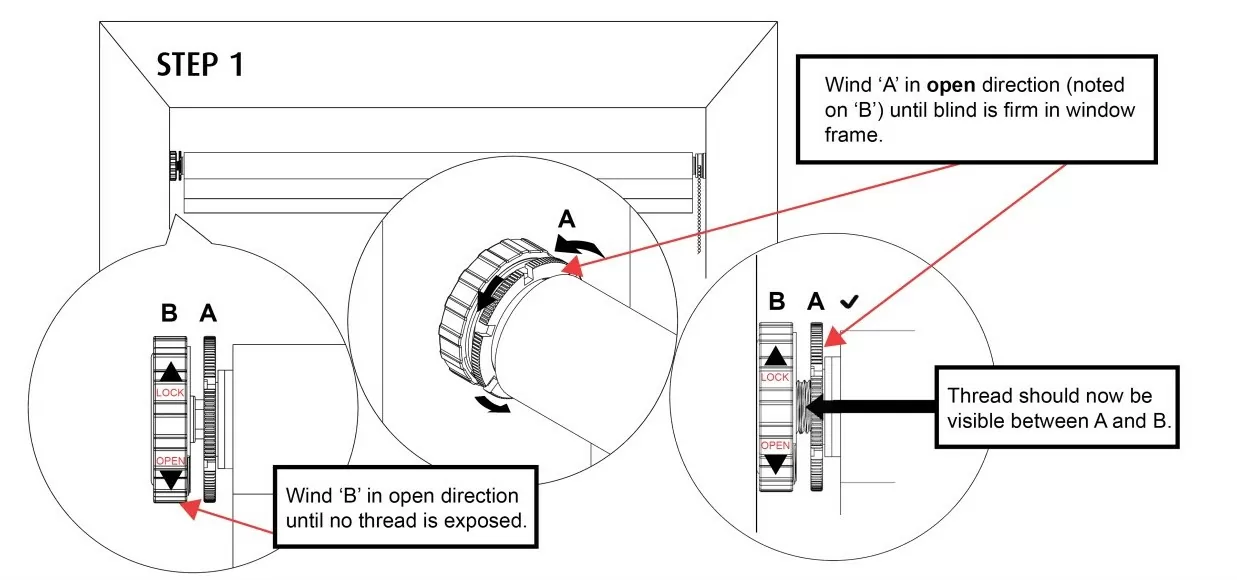 STEP 1
Wind ‘A’ in open direction (noted
on ‘B’) until blind is firm in window
frame.
A
B A
LOCK
OPEN
Wind ‘B’ in open direction
until no thread is exposed.
B A
LOCK
OPEN
Thread should now be
visible between A and B.